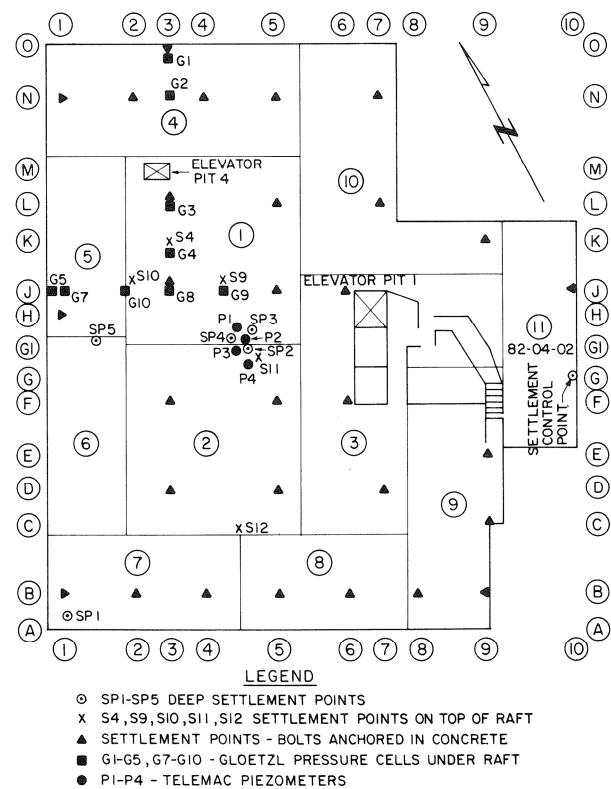 1 2 3 4 5 6 7 8 9 10
O O
G1
N G2 N
4
M ELEVATOR PIT 4 M
10
L G3 L
1
K S4 K
G4
5
G5 S10 S9 ELEVATOR PIT 1
J G7 G10 G8 G9 J
H P1 SP3 H
11
SP5 SP4 P2
G1 P3 SP2 82-04-02 G1
G P4 S11 G
SETTLEMENT
CONTROL
POINT
F F
6 2 3
E E
D D
9
C S12 C
7 8
B B
SP1
A A
1 2 3 4 5 6 7 8 9 10
LEGEND
SP1-SP5 DEEP SETTLEMENT POINTS
X S4, S9, S10, S11, S12 SETTLEMENT POINTS ON TOP OF RAFT
SETTLEMENT POINTS - BOLTS ANCHORED IN CONCRETE
G1-G5, G7-G10 - GLOETZL PRESSURE CELLS UNDER RAFT
P1-P4 - TELEMAC PIEZOMETERS